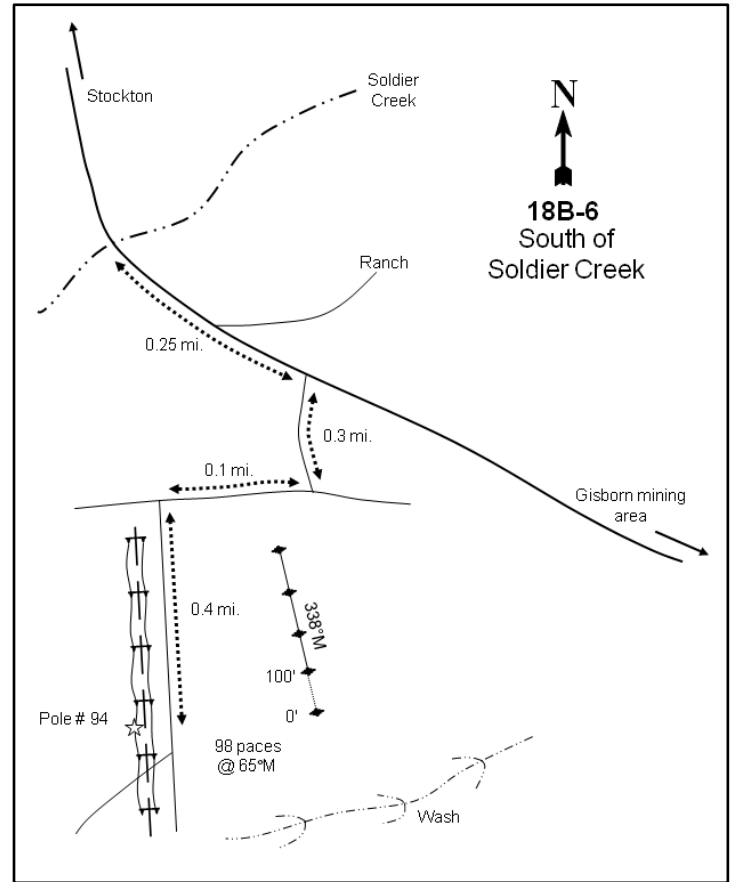 Stockton
Soldier
Creek
N
18B-6
South of
Soldier Creek
Ranch
0.25 mi.
0.3 mi.
0.1 mi.
Gisborn mining
area
0.4 mi.
338°M
100'
0'
Pole # 94
98 paces
@ 65°M
Wash